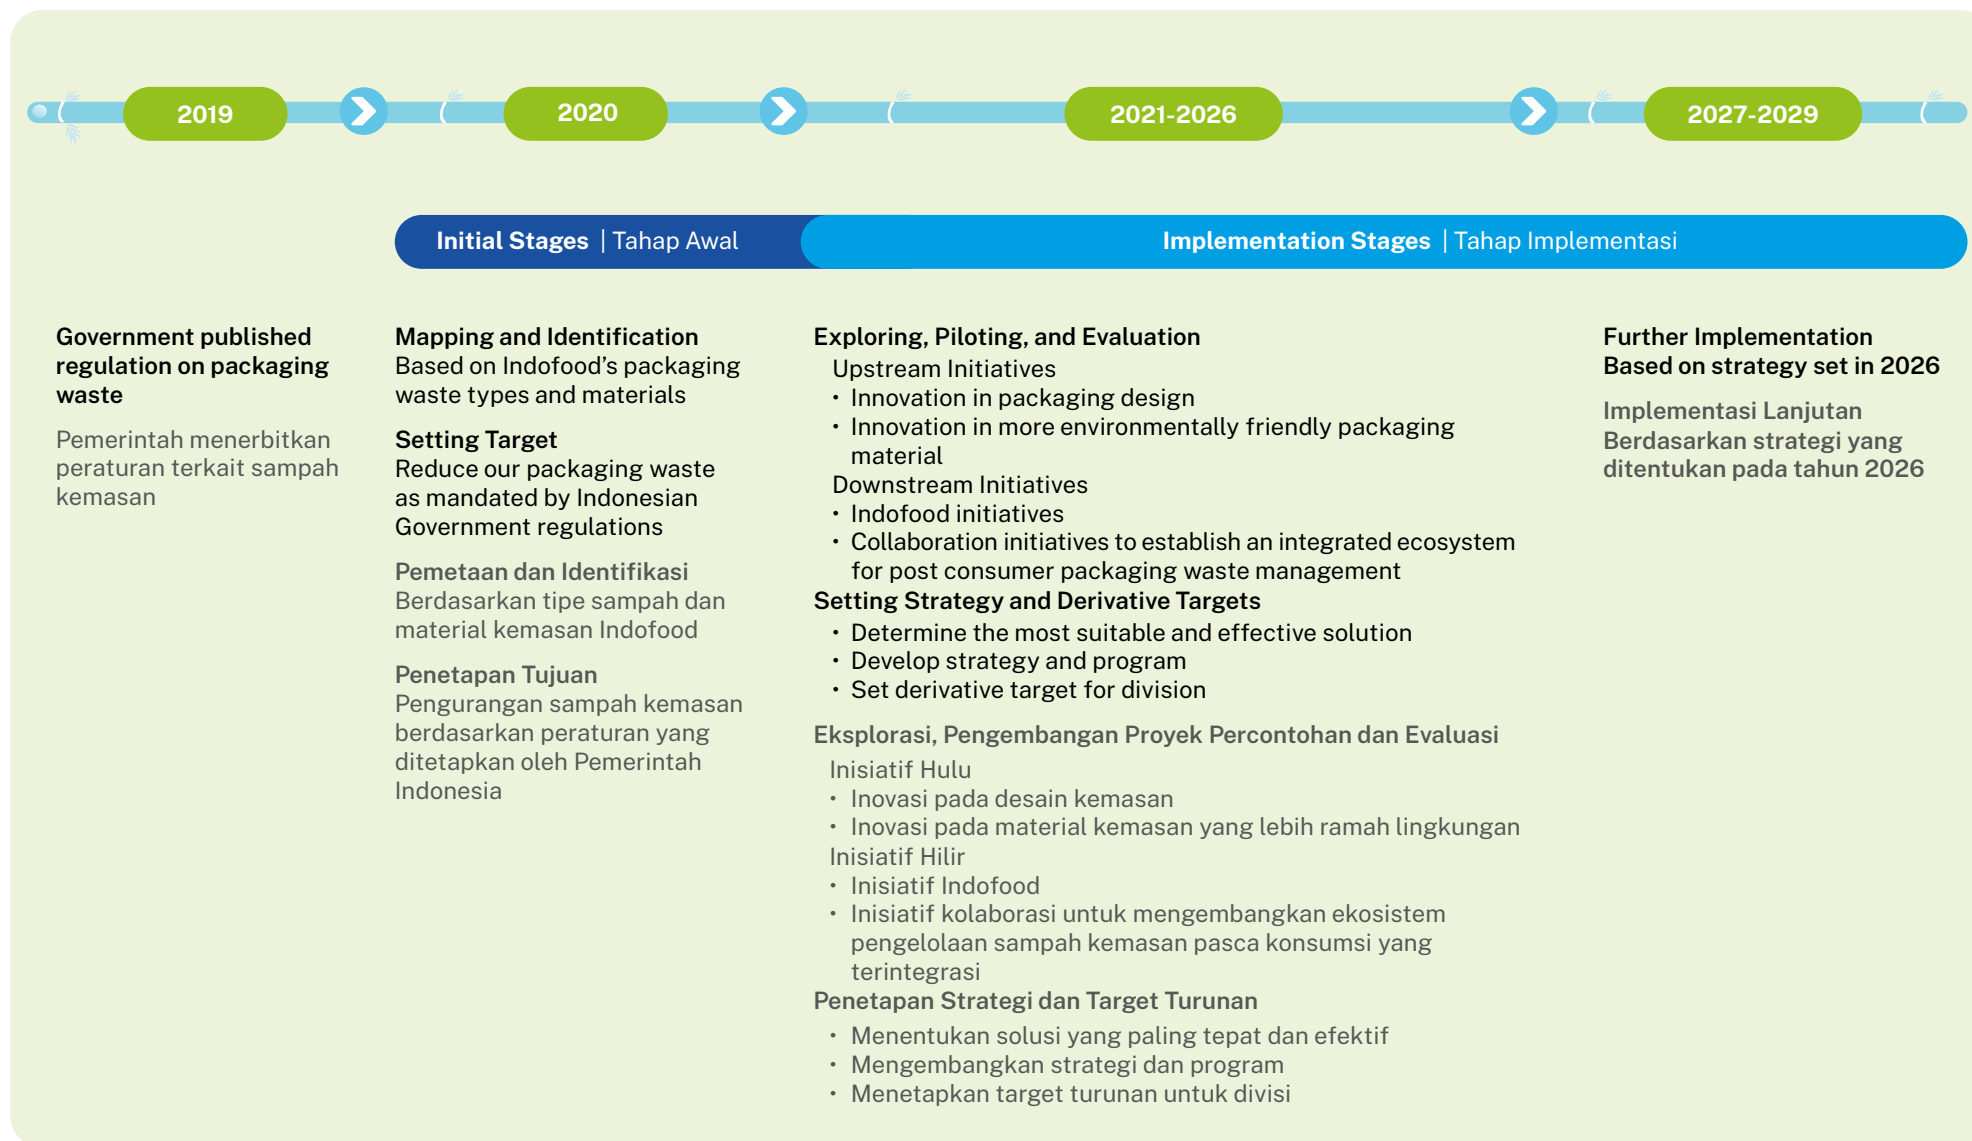 2019
2020
2021-2026
2027-2029
Initial Stages | Tahap Awal
Implementation Stages | Tahap Implementasi
Government published
regulation on packaging
waste
Pemerintah menerbitkan
peraturan terkait sampah
kemasan
Mapping and Identification
Based on Indofood’s packaging
waste types and materials
Setting Target
Reduce our packaging waste
as mandated by Indonesian
Government regulations
Pemetaan dan Identifikasi
Berdasarkan tipe sampah dan
material kemasan Indofood
Penetapan Tujuan
Pengurangan sampah kemasan
berdasarkan peraturan yang
ditetapkan oleh Pemerintah
Indonesia
Exploring, Piloting, and Evaluation
Upstream Initiatives
• Innovation in packaging design
• Innovation in more environmentally friendly packaging
material
Downstream Initiatives
• Indofood initiatives
• Collaboration initiatives to establish an integrated ecosystem
for post consumer packaging waste management
Setting Strategy and Derivative Targets
• Determine the most suitable and effective solution
• Develop strategy and program
• Set derivative target for division
Eksplorasi, Pengembangan Proyek Percontohan dan Evaluasi
Inisiatif Hulu
• Inovasi pada desain kemasan
• Inovasi pada material kemasan yang lebih ramah lingkungan
Inisiatif Hilir
• Inisiatif Indofood
• Inisiatif kolaborasi untuk mengembangkan ekosistem
pengelolaan sampah kemasan pasca konsumsi yang
terintegrasi
Penetapan Strategi dan Target Turunan
• Menentukan solusi yang paling tepat dan efektif
• Mengembangkan strategi dan program
• Menetapkan target turunan untuk divisi
Further Implementation
Based on strategy set in 2026
Implementasi Lanjutan
Berdasarkan strategi yang
ditentukan pada tahun 2026